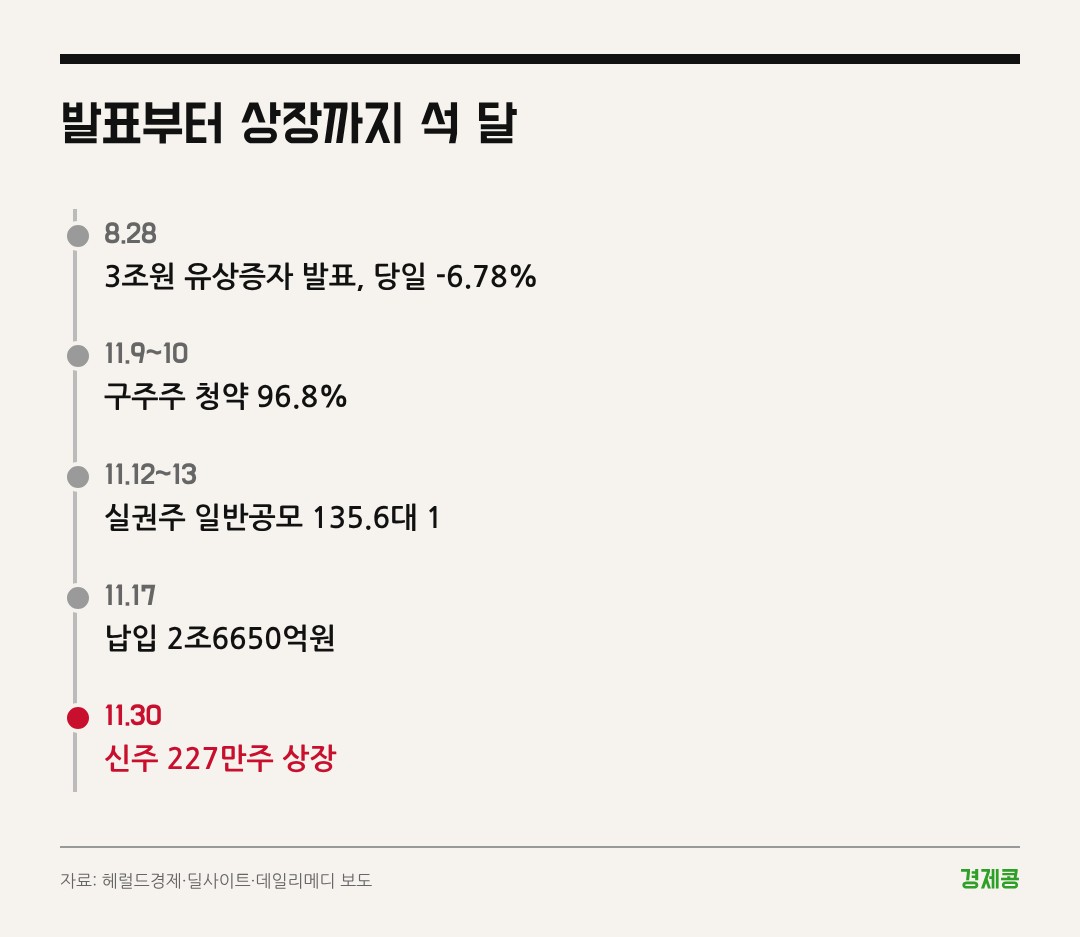 발표부터 상장까지 석 달
8.28
3조원 유상증자 발표, 당일 -6.78%
11.9~10
구주주 청약 96.8%
11.12~13
실권주 일반공모 135.6대 1
11.17
납입 2조6650억원
11.30
신주 227만주 상장
자료: 헤럴드경제·딜사이트·데일리메디 보도
경제콩